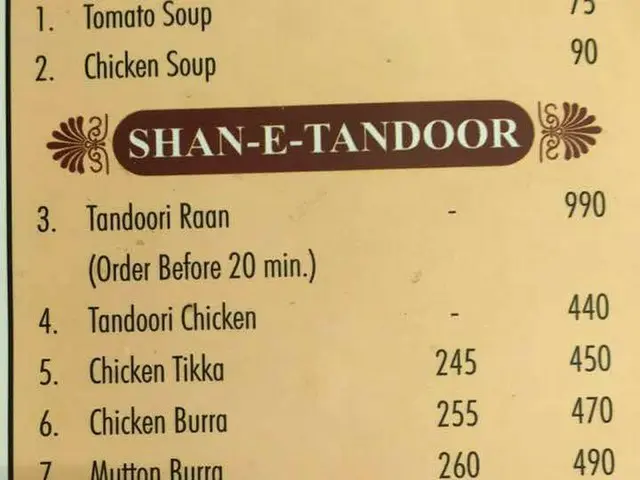 1. Tomato Soup 75
2. Chicken Soup 90
SHAN-E-TANDOOR
3. Tandoori Raan - 990
(Order Before 20 min.)
4. Tandoori Chicken - 440
5. Chicken Tikka 245 450
6. Chicken Burra 255 470
7. Mutton Burra 260 490